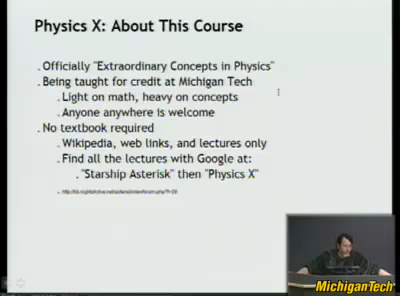 Physics X: About This Course
. Officially "Extraordinary Concepts in Physics"
. Being taught for credit at Michigan Tech
. Light on math, heavy on concepts
. Anyone anywhere is welcome
. No textbook required
. Wikipedia, web links, and lectures only
. Find all the lectures with Google at:
. "Starship Asterisk" then "Physics X"
MichiganTech